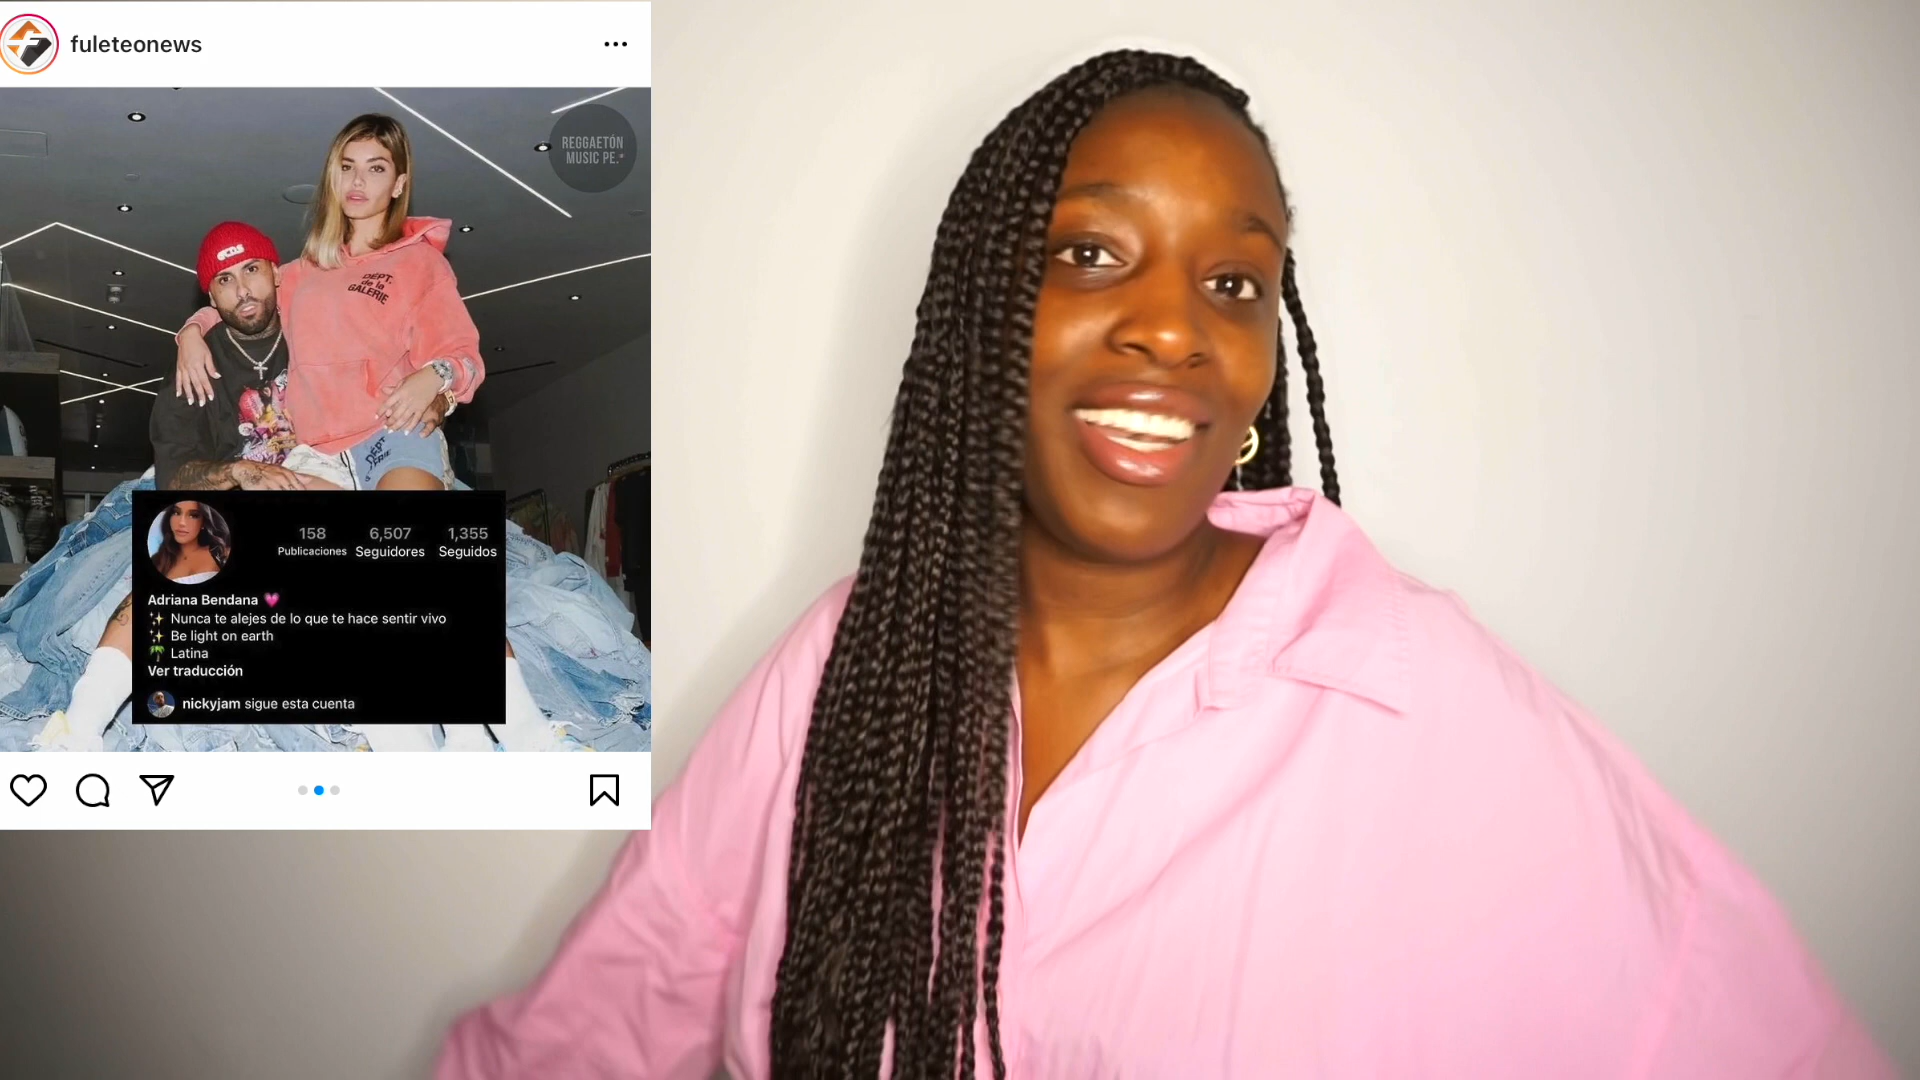 fuleteonews
REGGAETÓN
MUSIC PE.*
DEPT.
de la
GALERIE
DEPT
158
6,507
1,355
Publicaciones
Seguidores
Seguidos
Adriana Bendana 💗
✨ Nunca te alejes de lo que te hace sentir vivo
✨ Be light on earth
🌴 Latina
Ver traducción
nickyjam sigue esta cuenta